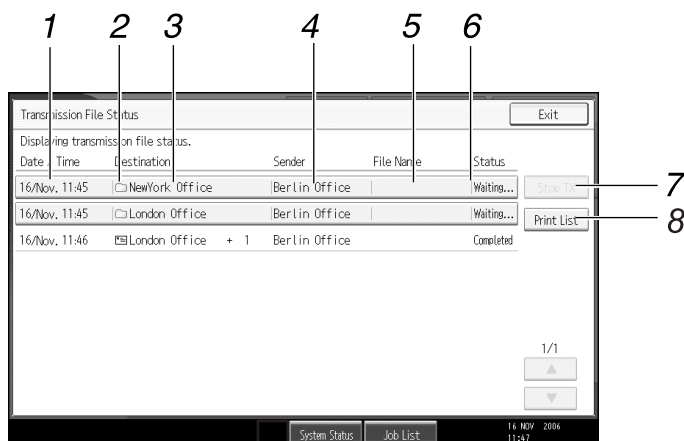 1 2 3 4 5 6
Transmission File Status
Exit
Displaying transmission file status.
Date / Time Destination Sender File Name Status
16/Nov. 11:45 NewYork Office Berlin Office Waiting... Stop TX 7
16/Nov. 11:45 London Office Berlin Office Waiting... Print List 8
16/Nov. 11:46 London Office + 1 Berlin Office Completed
1/1
▲
▼
System Status Job List 16 NOV 2006
11:47